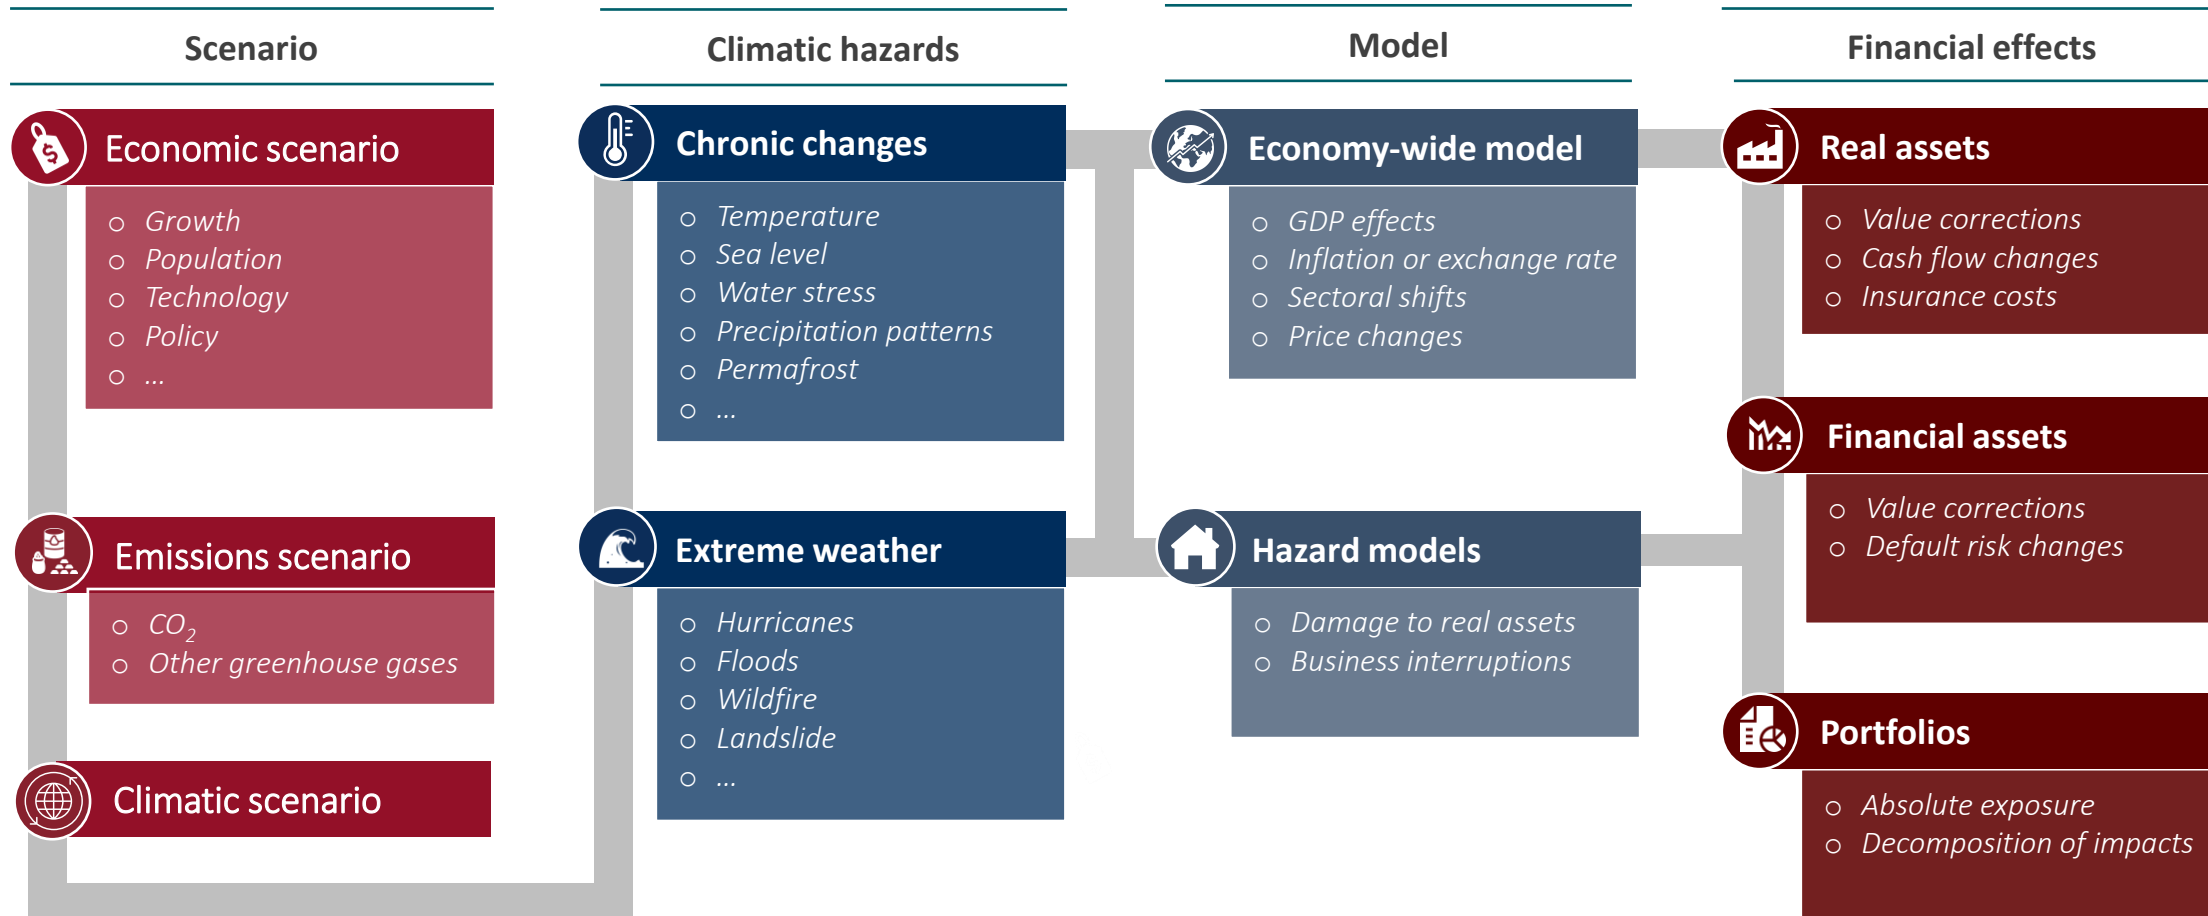 Scenario
Economic scenario
○ Growth
○ Population
○ Technology
○ Policy
○ ...
Emissions scenario
○ CO₂
○ Other greenhouse gases
Climatic scenario
Climatic hazards
Chronic changes
○ Temperature
○ Sea level
○ Water stress
○ Precipitation patterns
○ Permafrost
○ ...
Extreme weather
○ Hurricanes
○ Floods
○ Wildfire
○ Landslide
○ ...
Model
Economy-wide model
○ GDP effects
○ Inflation or exchange rate
○ Sectoral shifts
○ Price changes
Hazard models
○ Damage to real assets
○ Business interruptions
Financial effects
Real assets
○ Value corrections
○ Cash flow changes
○ Insurance costs
Financial assets
○ Value corrections
○ Default risk changes
Portfolios
○ Absolute exposure
○ Decomposition of impacts